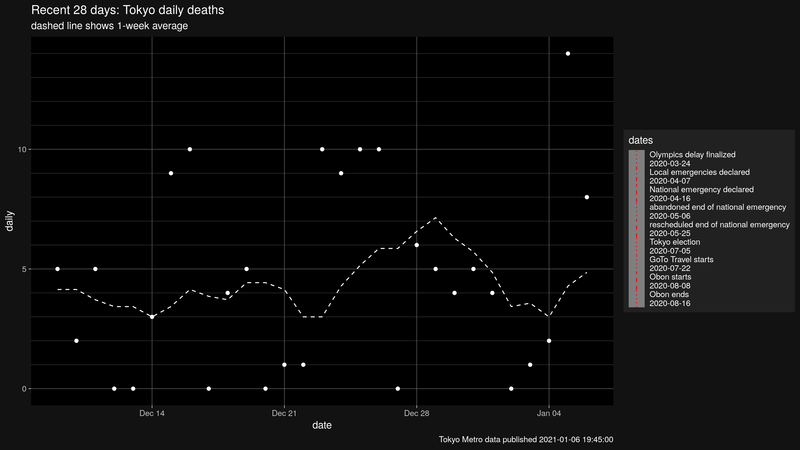 Recent 28 days: Tokyo daily deaths
dashed line shows 1-week average
daily
10
5
0
Dec 14
Dec 21
Dec 28
Jan 04
date
Tokyo Metro data published 2021-01-06 19:45:00
dates
Olympics delay finalized
2020-03-24
Local emergencies declared
2020-04-07
National emergency declared
2020-04-16
abandoned end of national emergency
2020-05-06
rescheduled end of national emergency
2020-05-25
Tokyo election
2020-07-05
GoTo Travel starts
2020-07-22
Obon starts
2020-08-08
Obon ends
2020-08-16